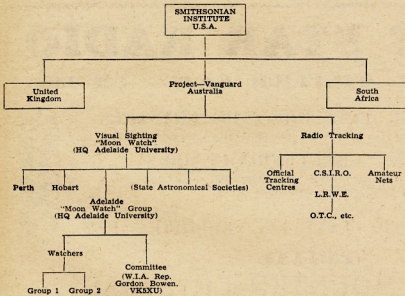 SMITHSONIAN
INSTITUTE
U.S.A.
United
Kingdom
Project—Vanguard
Australia
South
Africa
Visual Sighting
"Moon Watch"
(HQ Adelaide University)
Radio Tracking
Perth
Hobart
(State Astronomical Societies)
Official
Tracking
Centres
C.S.I.R.O.
L.R.W.E.
O.T.C., etc.
Amateur
Nets
Adelaide
"Moon Watch" Group
(HQ Adelaide University)
Watchers
Group 1 Group 2
Committee
(W.I.A. Rep.
Gordon Bowen,
VK5XU)